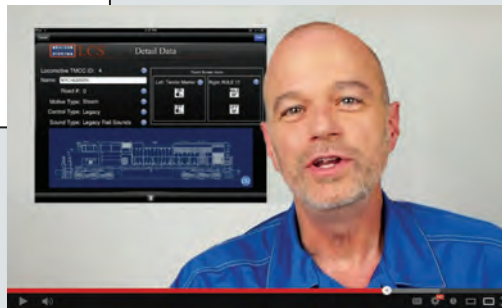 LCS
Detail Data
Locomotive TMCC ID: 4
Name:
Road #: 0
Motive Type: Steam
Control Type: Legacy
Sound Type: Legacy Rail Sounds
Left: Tender Marker
Right: RULE 17